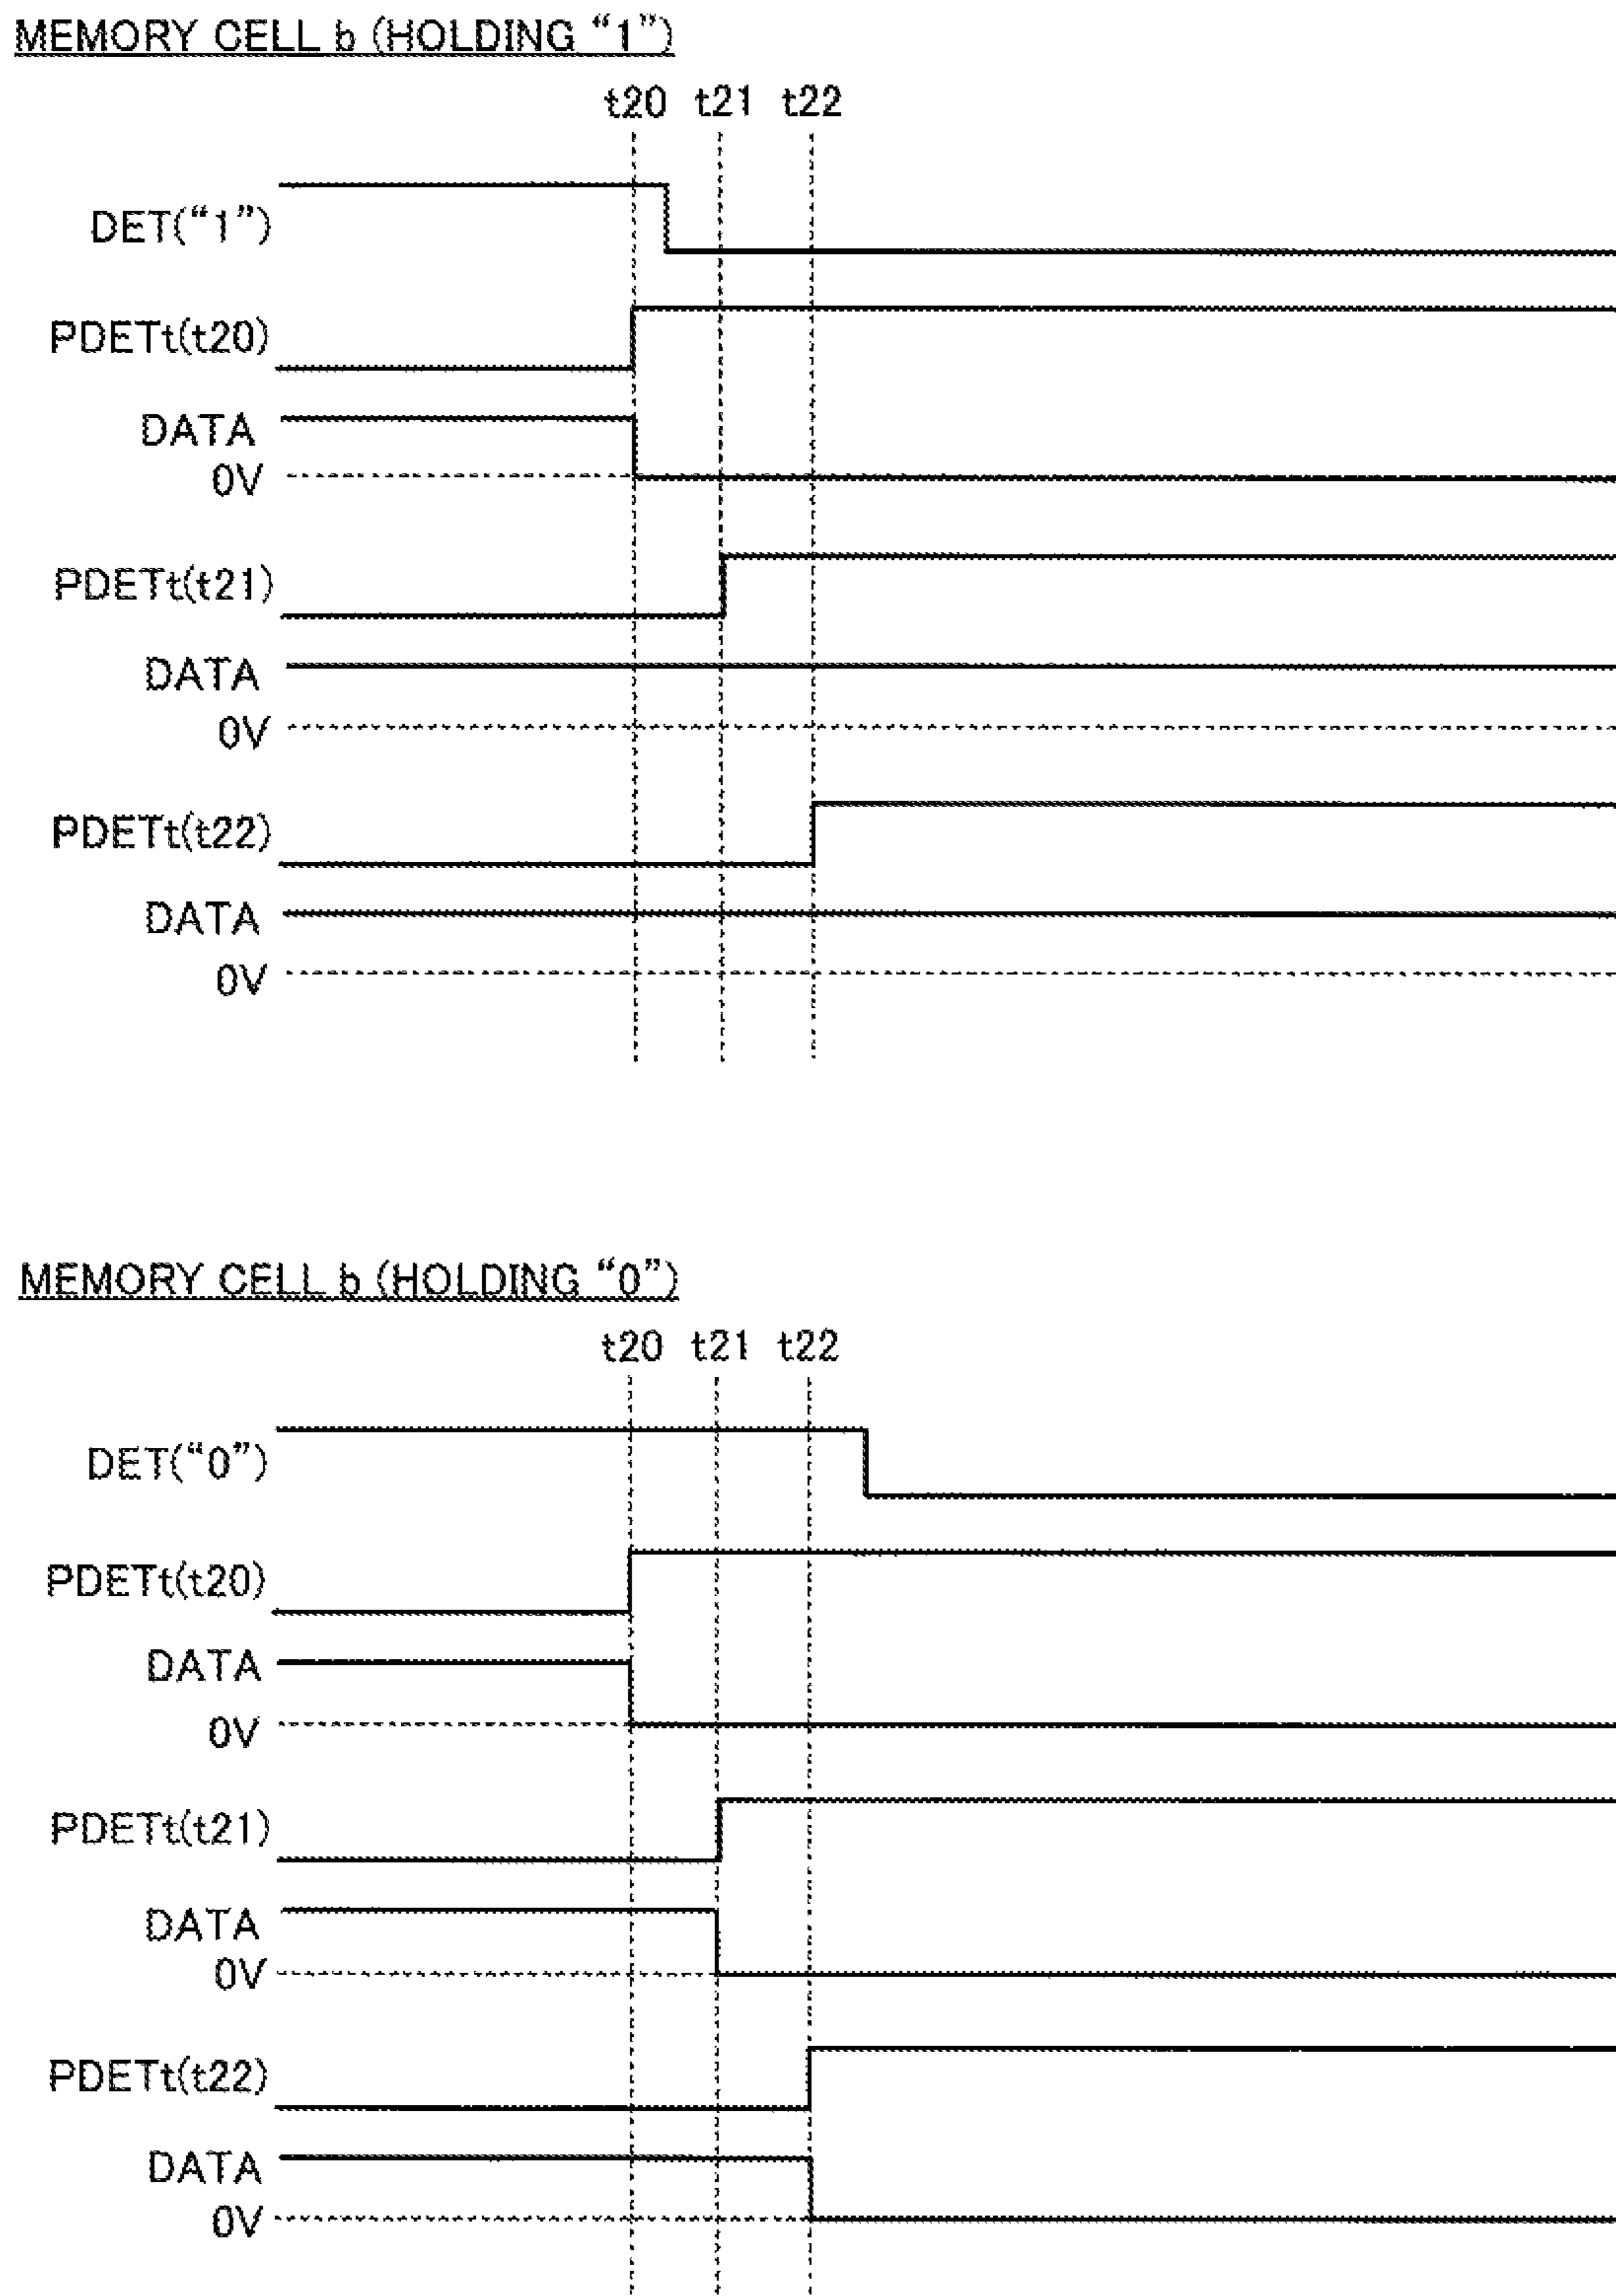 MEMORY CELL b (HOLDING “1”)
t20 t21 t22
DET(“1”)
PDETt(t20)
DATA
0V
PDETt(t21)
DATA
0V
PDETt(t22)
DATA
0V
MEMORY CELL b (HOLDING “0”)
t20 t21 t22
DET(“0”)
PDETt(t20)
DATA
0V
PDETt(t21)
DATA
0V
PDETt(t22)
DATA
0V